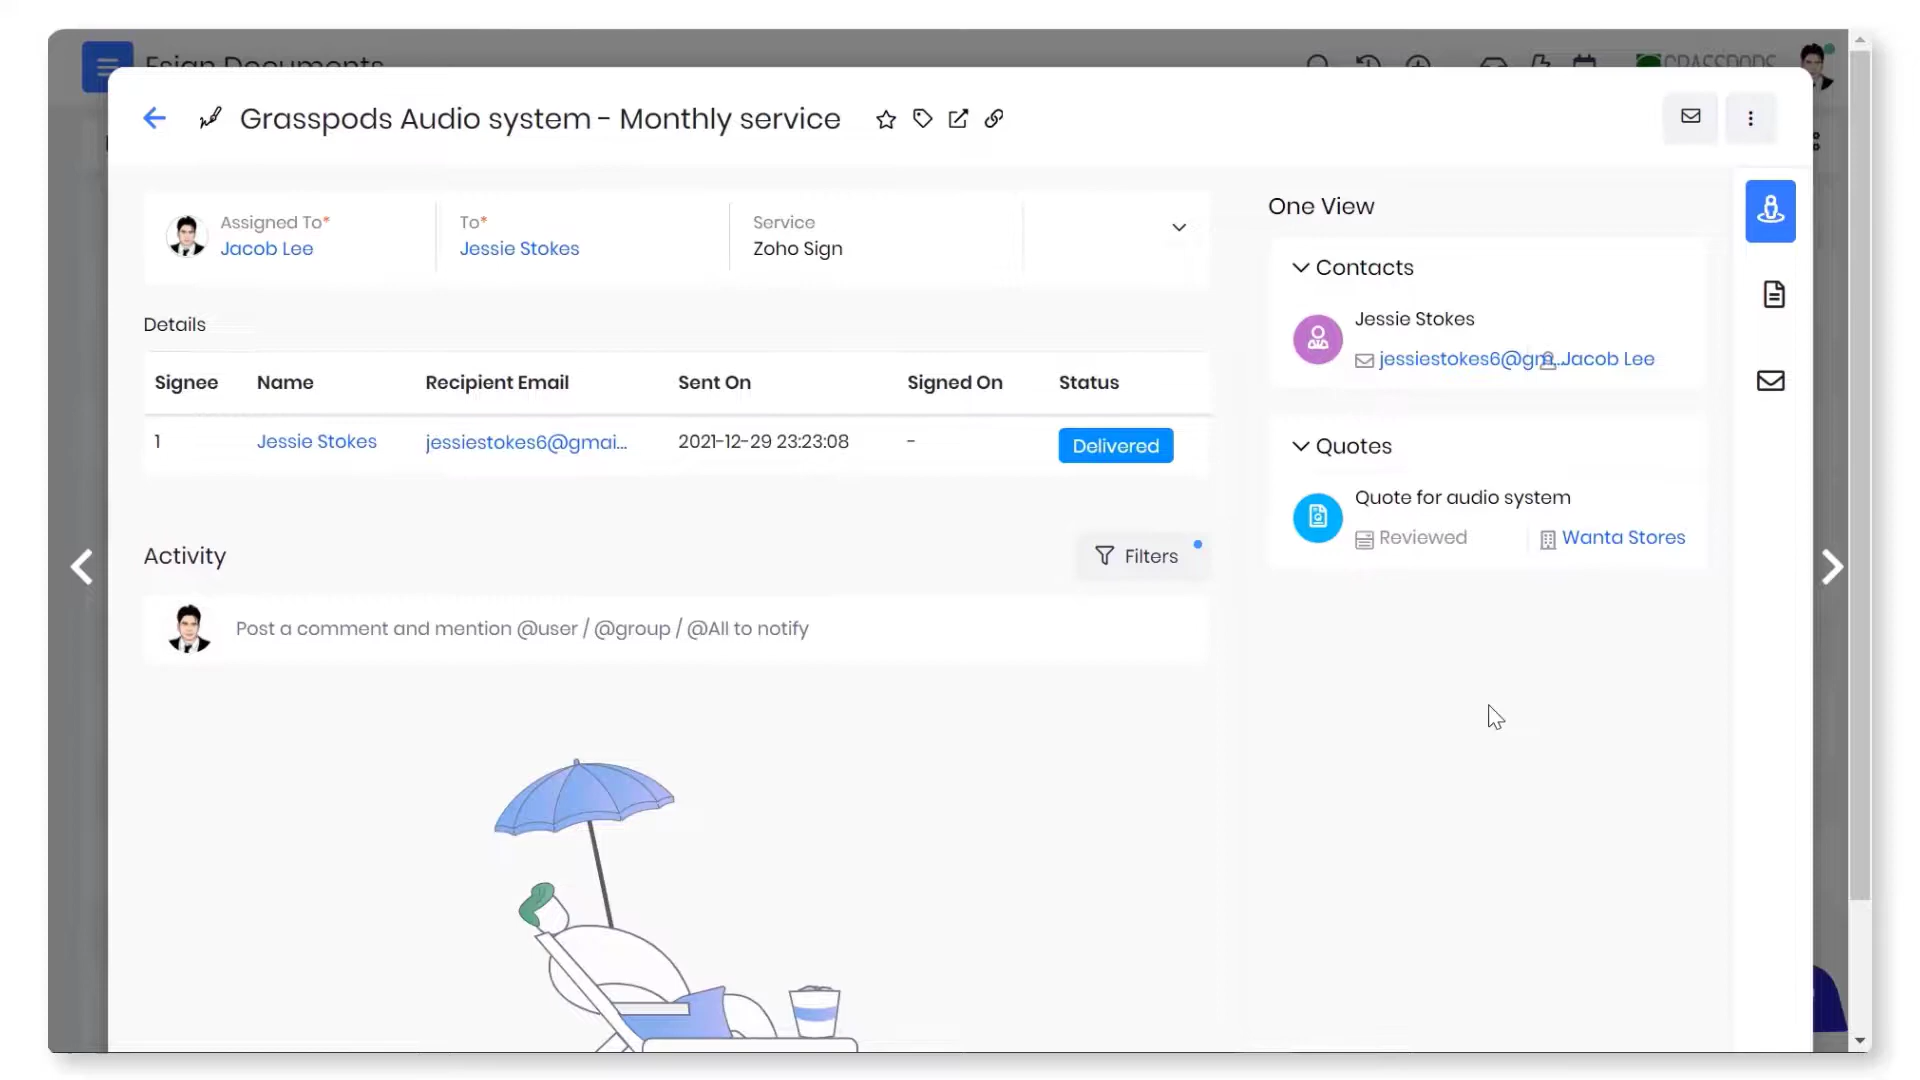 Esign Documents
GRASSPODS
Grasspods Audio system - Monthly service
Assigned To*
Jacob Lee
To*
Jessie Stokes
Service
Zoho Sign
Details
Signee Name Recipient Email Sent On Signed On Status
1 Jessie Stokes jessiestokes6@gmai... 2021-12-29 23:23:08 - Delivered
Activity
Filters
Post a comment and mention @user / @group / @All to notify
One View
Contacts
Jessie Stokes
jessiestokes6@gm... Jacob Lee
Quotes
Quote for audio system
Reviewed Wanta Stores